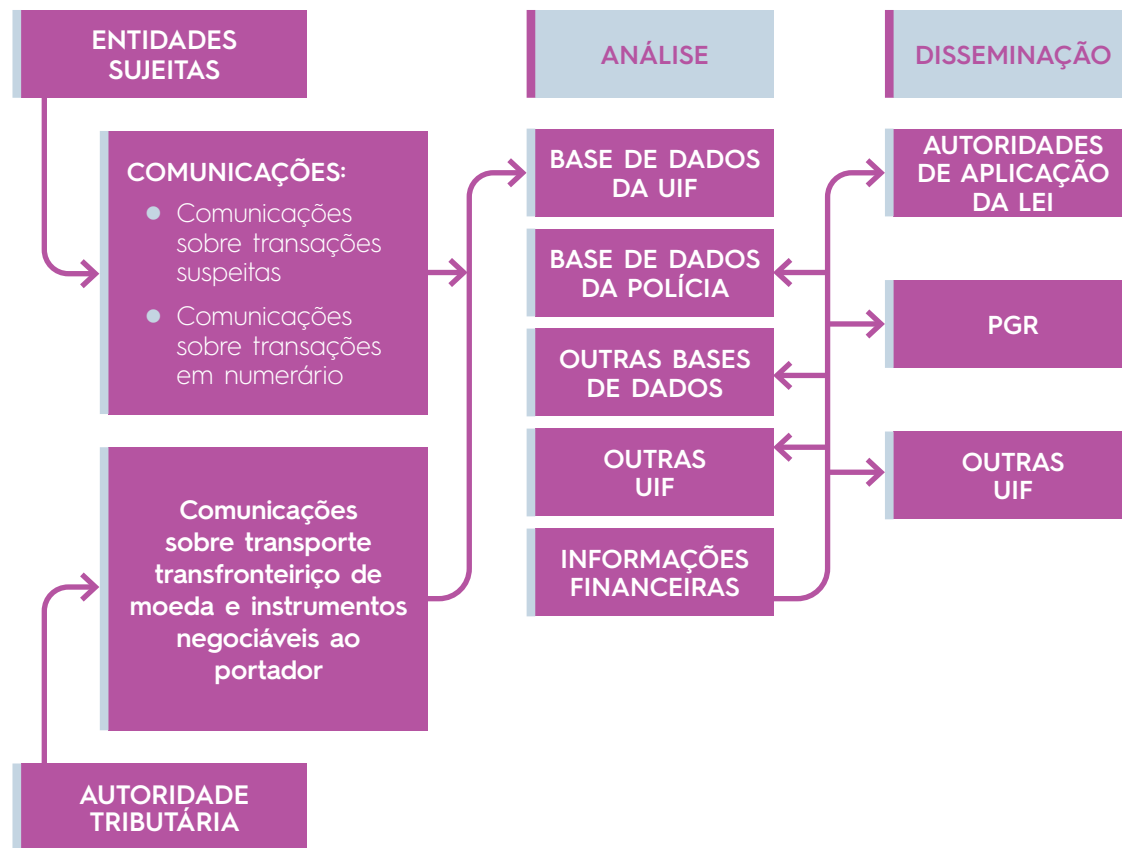 ENTIDADES
SUJEITAS
COMUNICAÇÕES:
Comunicações
sobre transações
suspeitas
Comunicações
sobre transações
em numerário
Comunicações
sobre transporte
transfronteiriço de
moeda e instrumentos
negociáveis ao
portador
AUTORIDADE
TRIBUTÁRIA
ANÁLISE
BASE DE DADOS
DA UIF
BASE DE DADOS
DA POLÍCIA
OUTRAS BASES
DE DADOS
OUTRAS
UIF
INFORMAÇÕES
FINANCEIRAS
DISSEMINAÇÃO
AUTORIDADES
DE APLICAÇÃO
DA LEI
PGR
OUTRAS
UIF